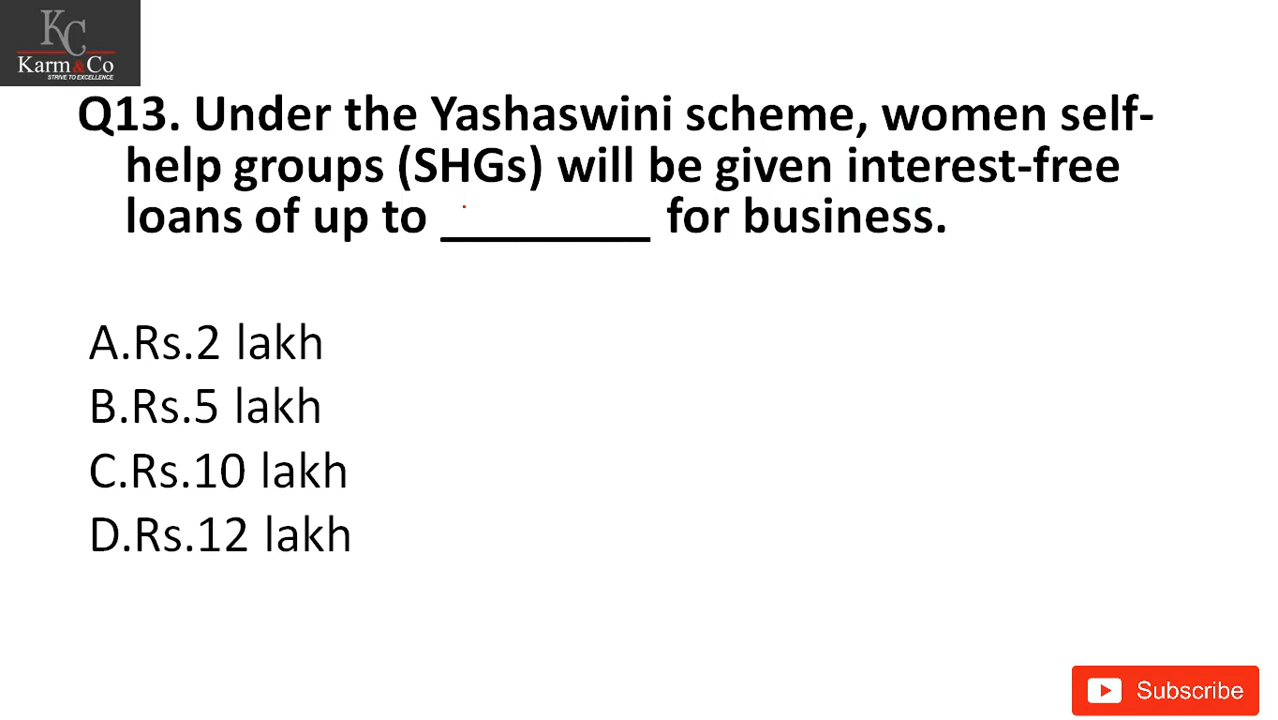 KC
Karm&Co
STRIVE TO EXCELLENCE
Q13. Under the Yashaswini scheme, women self-
help groups (SHGs) will be given interest-free
loans of up to ________ for business.
A.Rs.2 lakh
B.Rs.5 lakh
C.Rs.10 lakh
D.Rs.12 lakh
Subscribe